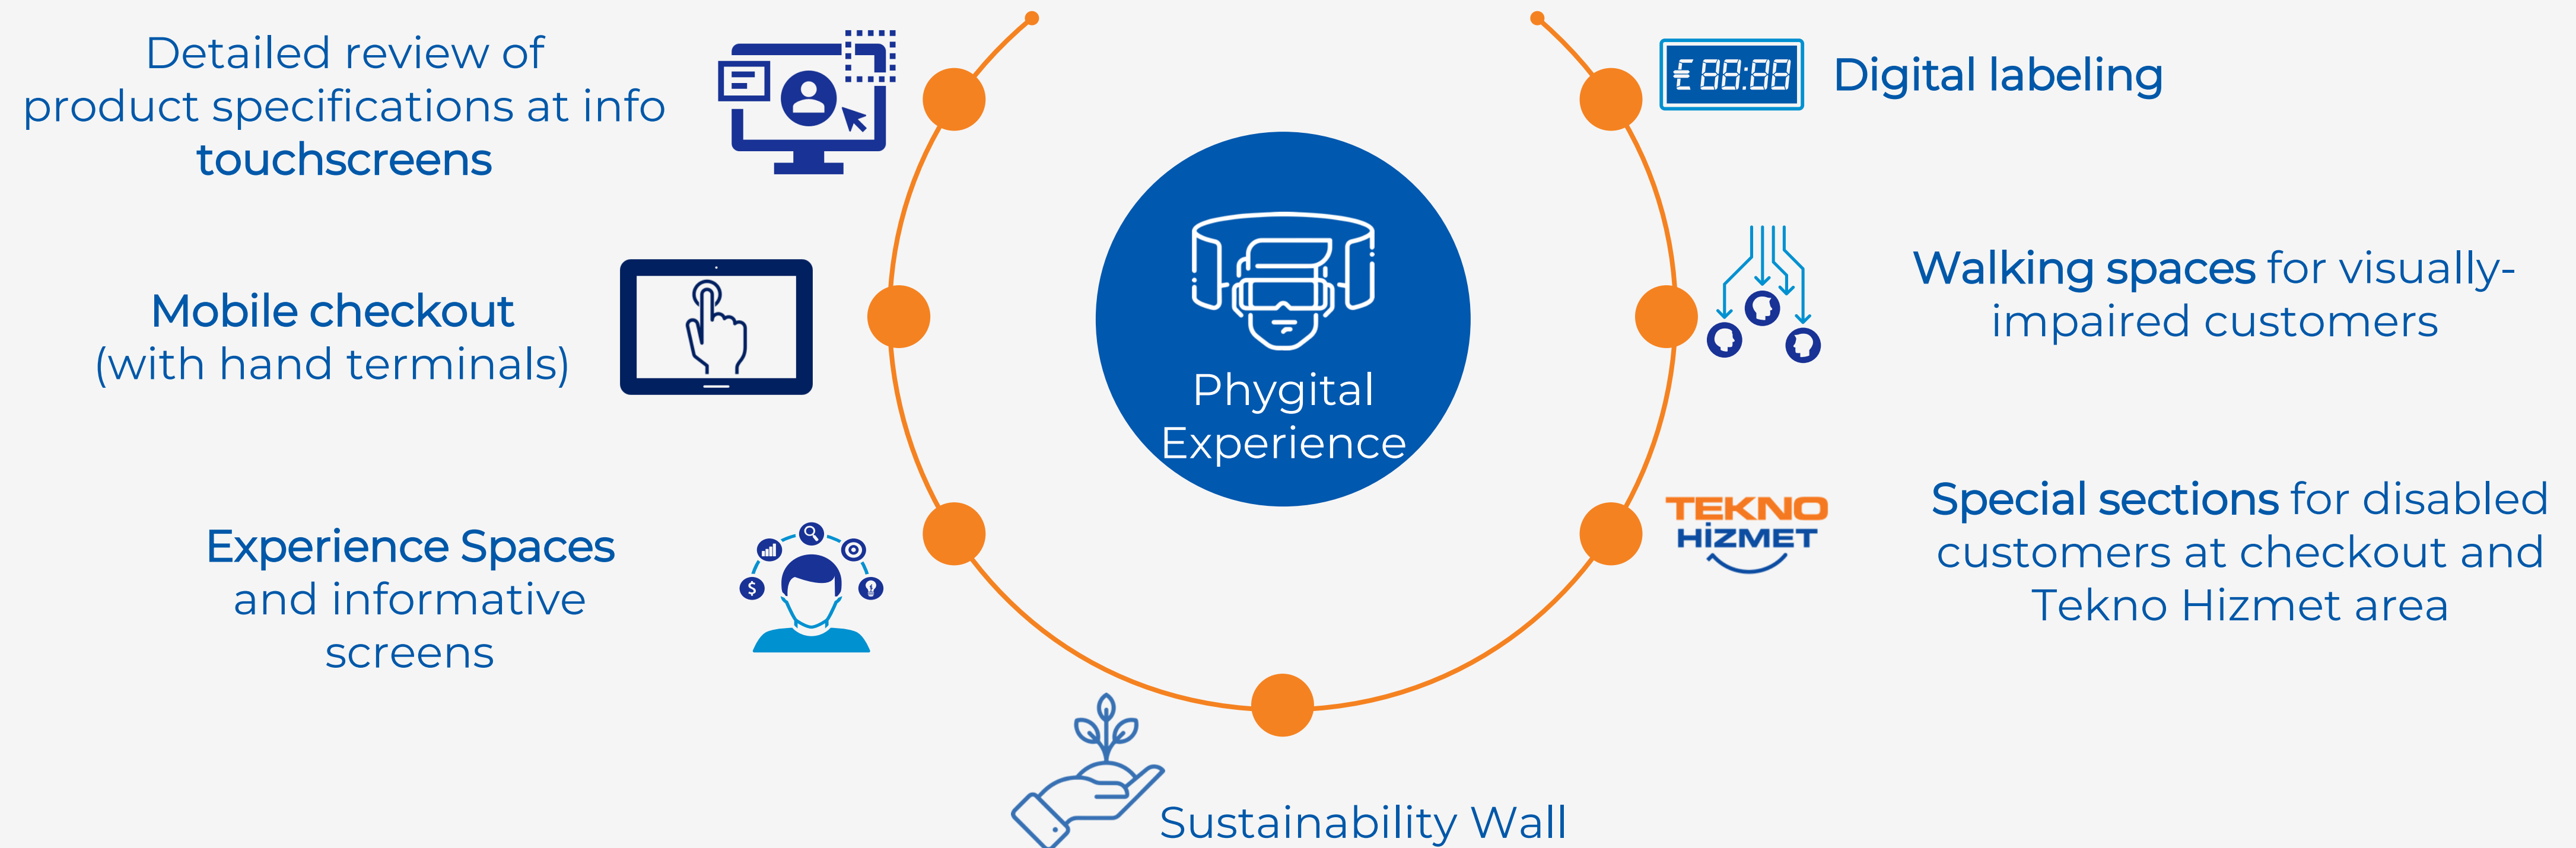 Detailed review of
product specifications at info
touchscreens
Mobile checkout
(with hand terminals)
Experience Spaces
and informative
screens
Phygital
Experience
Sustainability Wall
£ 88:88
Digital labeling
Walking spaces for visually-
impaired customers
TEKNO
HİZMET
Special sections for disabled
customers at checkout and
Tekno Hizmet area